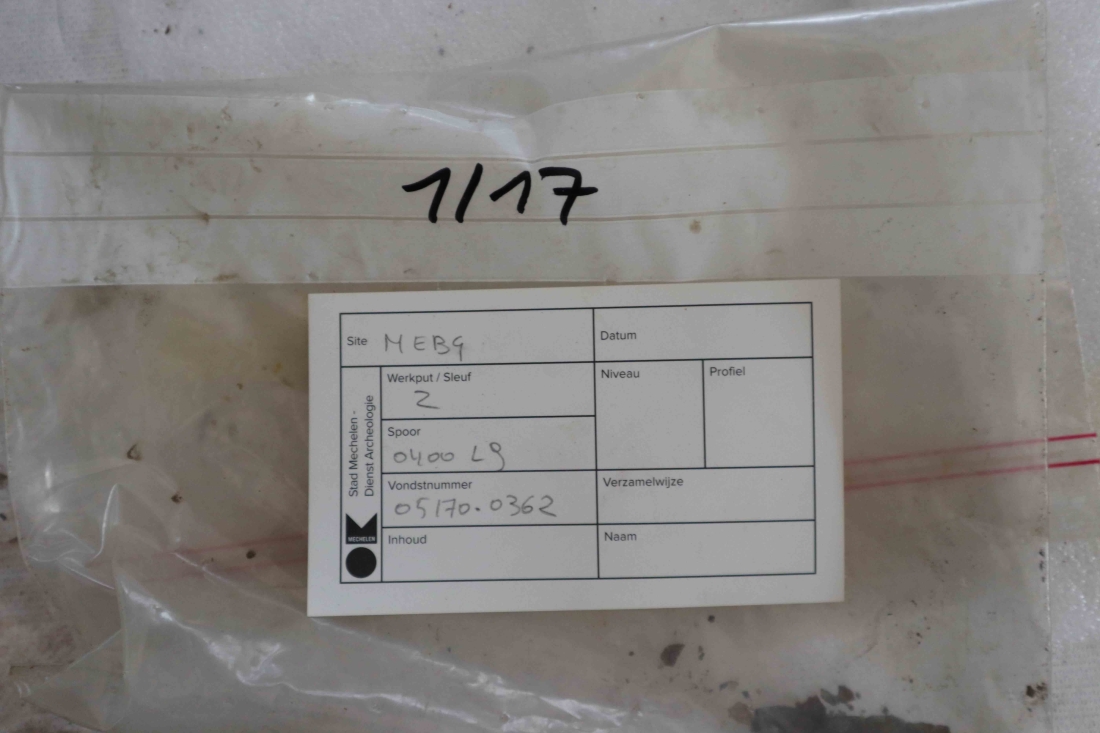 1/17
Site MEBG
Datum
Stad Mechelen -
Dienst Archeologie
MECHELEN
Werkput / Sleuf
2
Niveau
Profiel
Spoor
0400 L9
Vondstnummer
05170.0362
Verzamelwijze
Inhoud
Naam